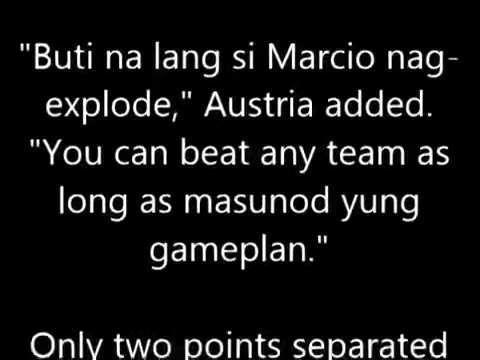 "Buti na lang si Marcio nag-
explode," Austria added.
"You can beat any team as
long as masunod yung
gameplan."
Only two points separated